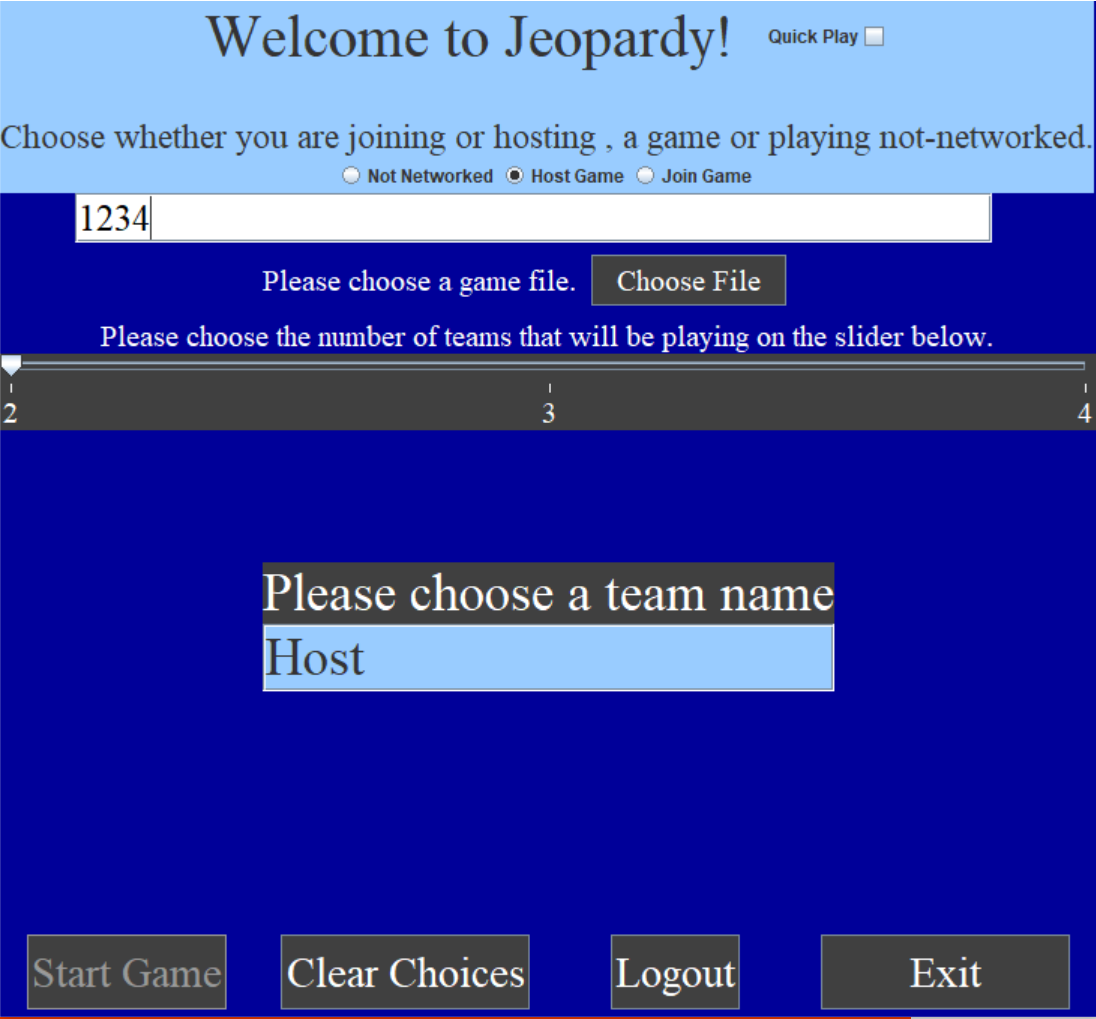 Welcome to Jeopardy! Quick Play
Choose whether you are joining or hosting , a game or playing not-networked.
Not Networked Host Game Join Game
1234
Please choose a game file. Choose File
Please choose the number of teams that will be playing on the slider below.
2 3 4
Please choose a team name
Host
Start Game Clear Choices Logout Exit